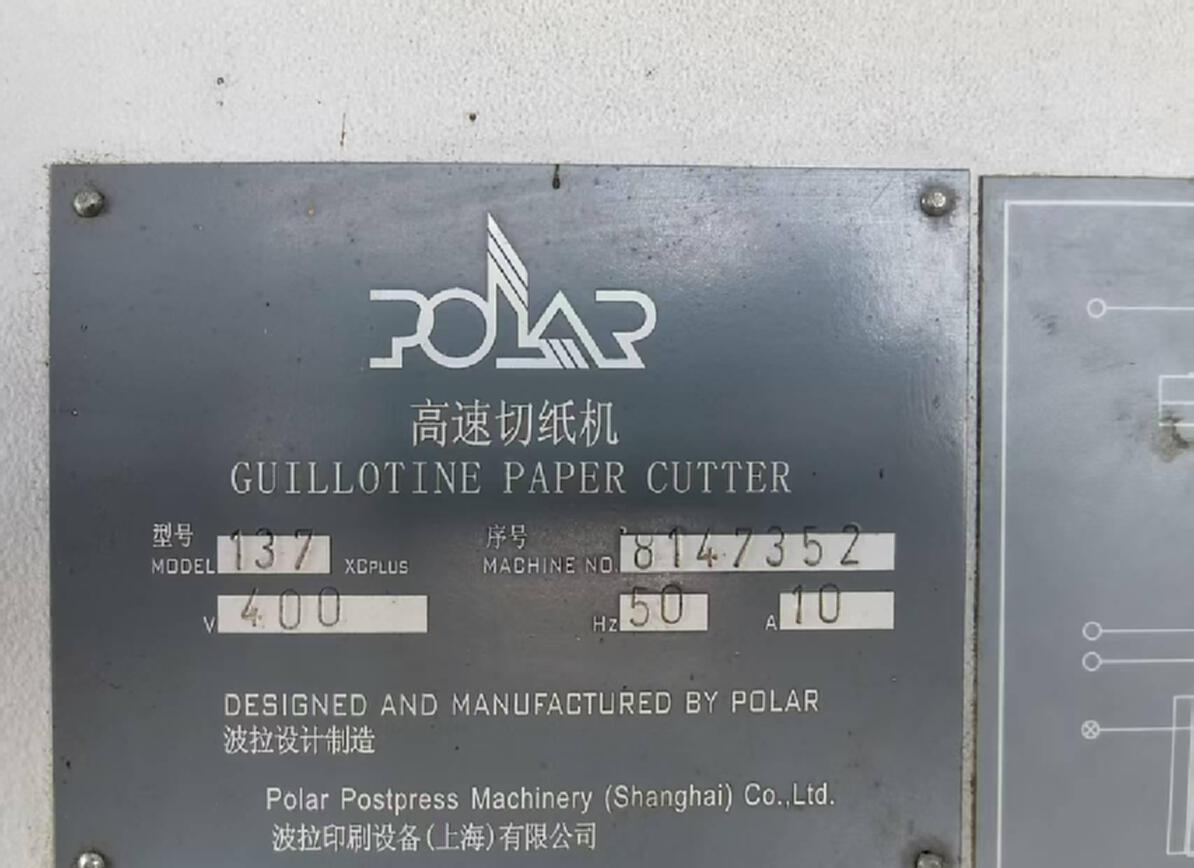 POLAR
高速切纸机
GUILLOTINE PAPER CUTTER
型号 序号
MODEL 137 XCPLUS MACHINE NO. 8147352
V 400 Hz 50 A 10
DESIGNED AND MANUFACTURED BY POLAR
波拉设计制造
Polar Postpress Machinery (Shanghai) Co.,Ltd.
波拉印刷设备(上海)有限公司